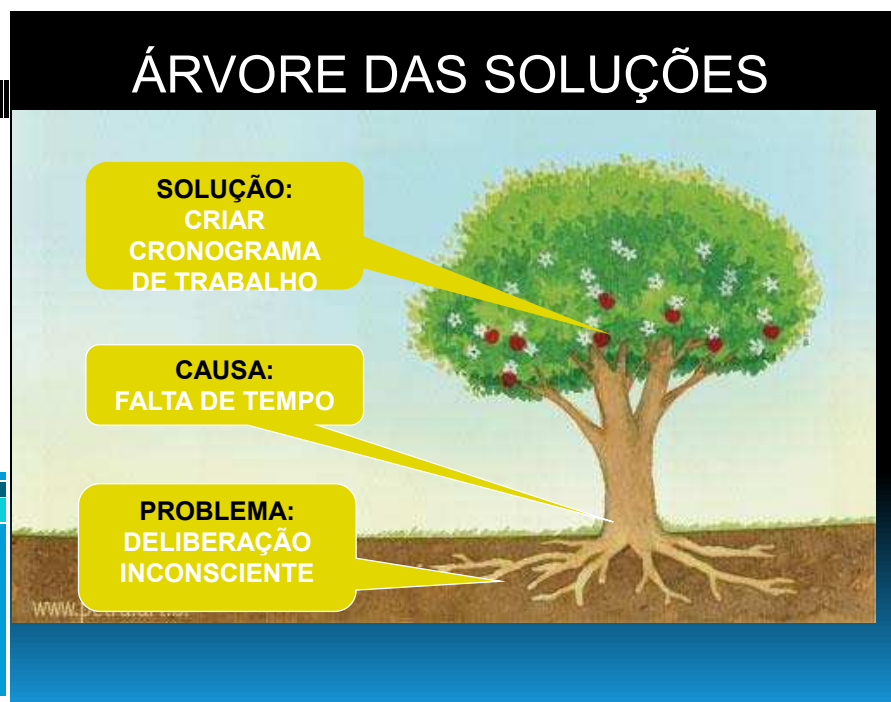 ÁRVORE DAS SOLUÇÕES
SOLUÇÃO:
CRIAR
CRONOGRAMA
DE TRABALHO
CAUSA:
FALTA DE TEMPO
PROBLEMA:
DELIBERAÇÃO
INCONSCIENTE